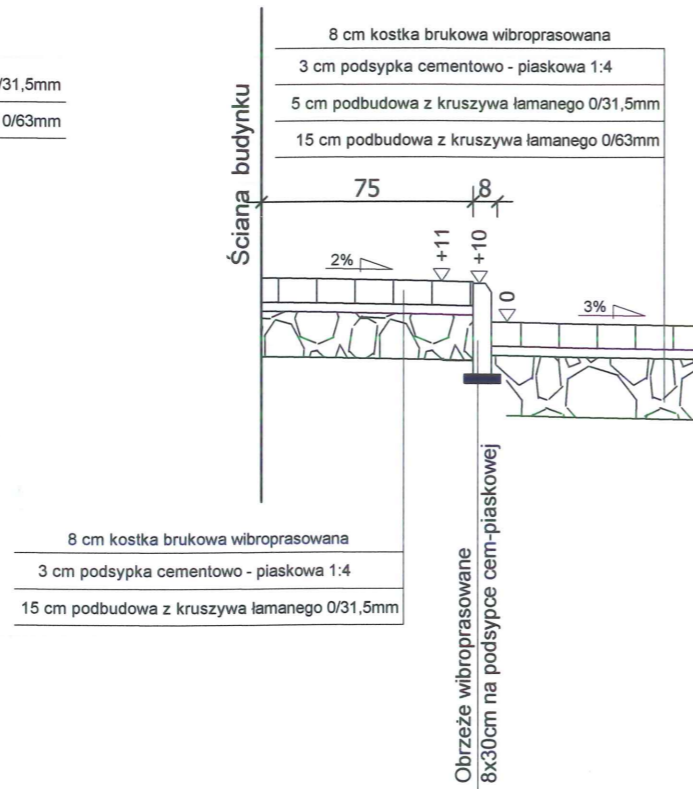 /31,5mm
0/63mm
Ściana budynku
8 cm kostka brukowa wibroprasowana
3 cm podsypka cementowo - piaskowa 1:4
5 cm podbudowa z kruszywa łamanego 0/31,5mm
15 cm podbudowa z kruszywa łamanego 0/63mm
75
8
2%
+11
+10
0
3%
8 cm kostka brukowa wibroprasowana
3 cm podsypka cementowo - piaskowa 1:4
15 cm podbudowa z kruszywa łamanego 0/31,5mm
Obrzeże wibroprasowane
8x30cm na podsypce cem-piaskowej